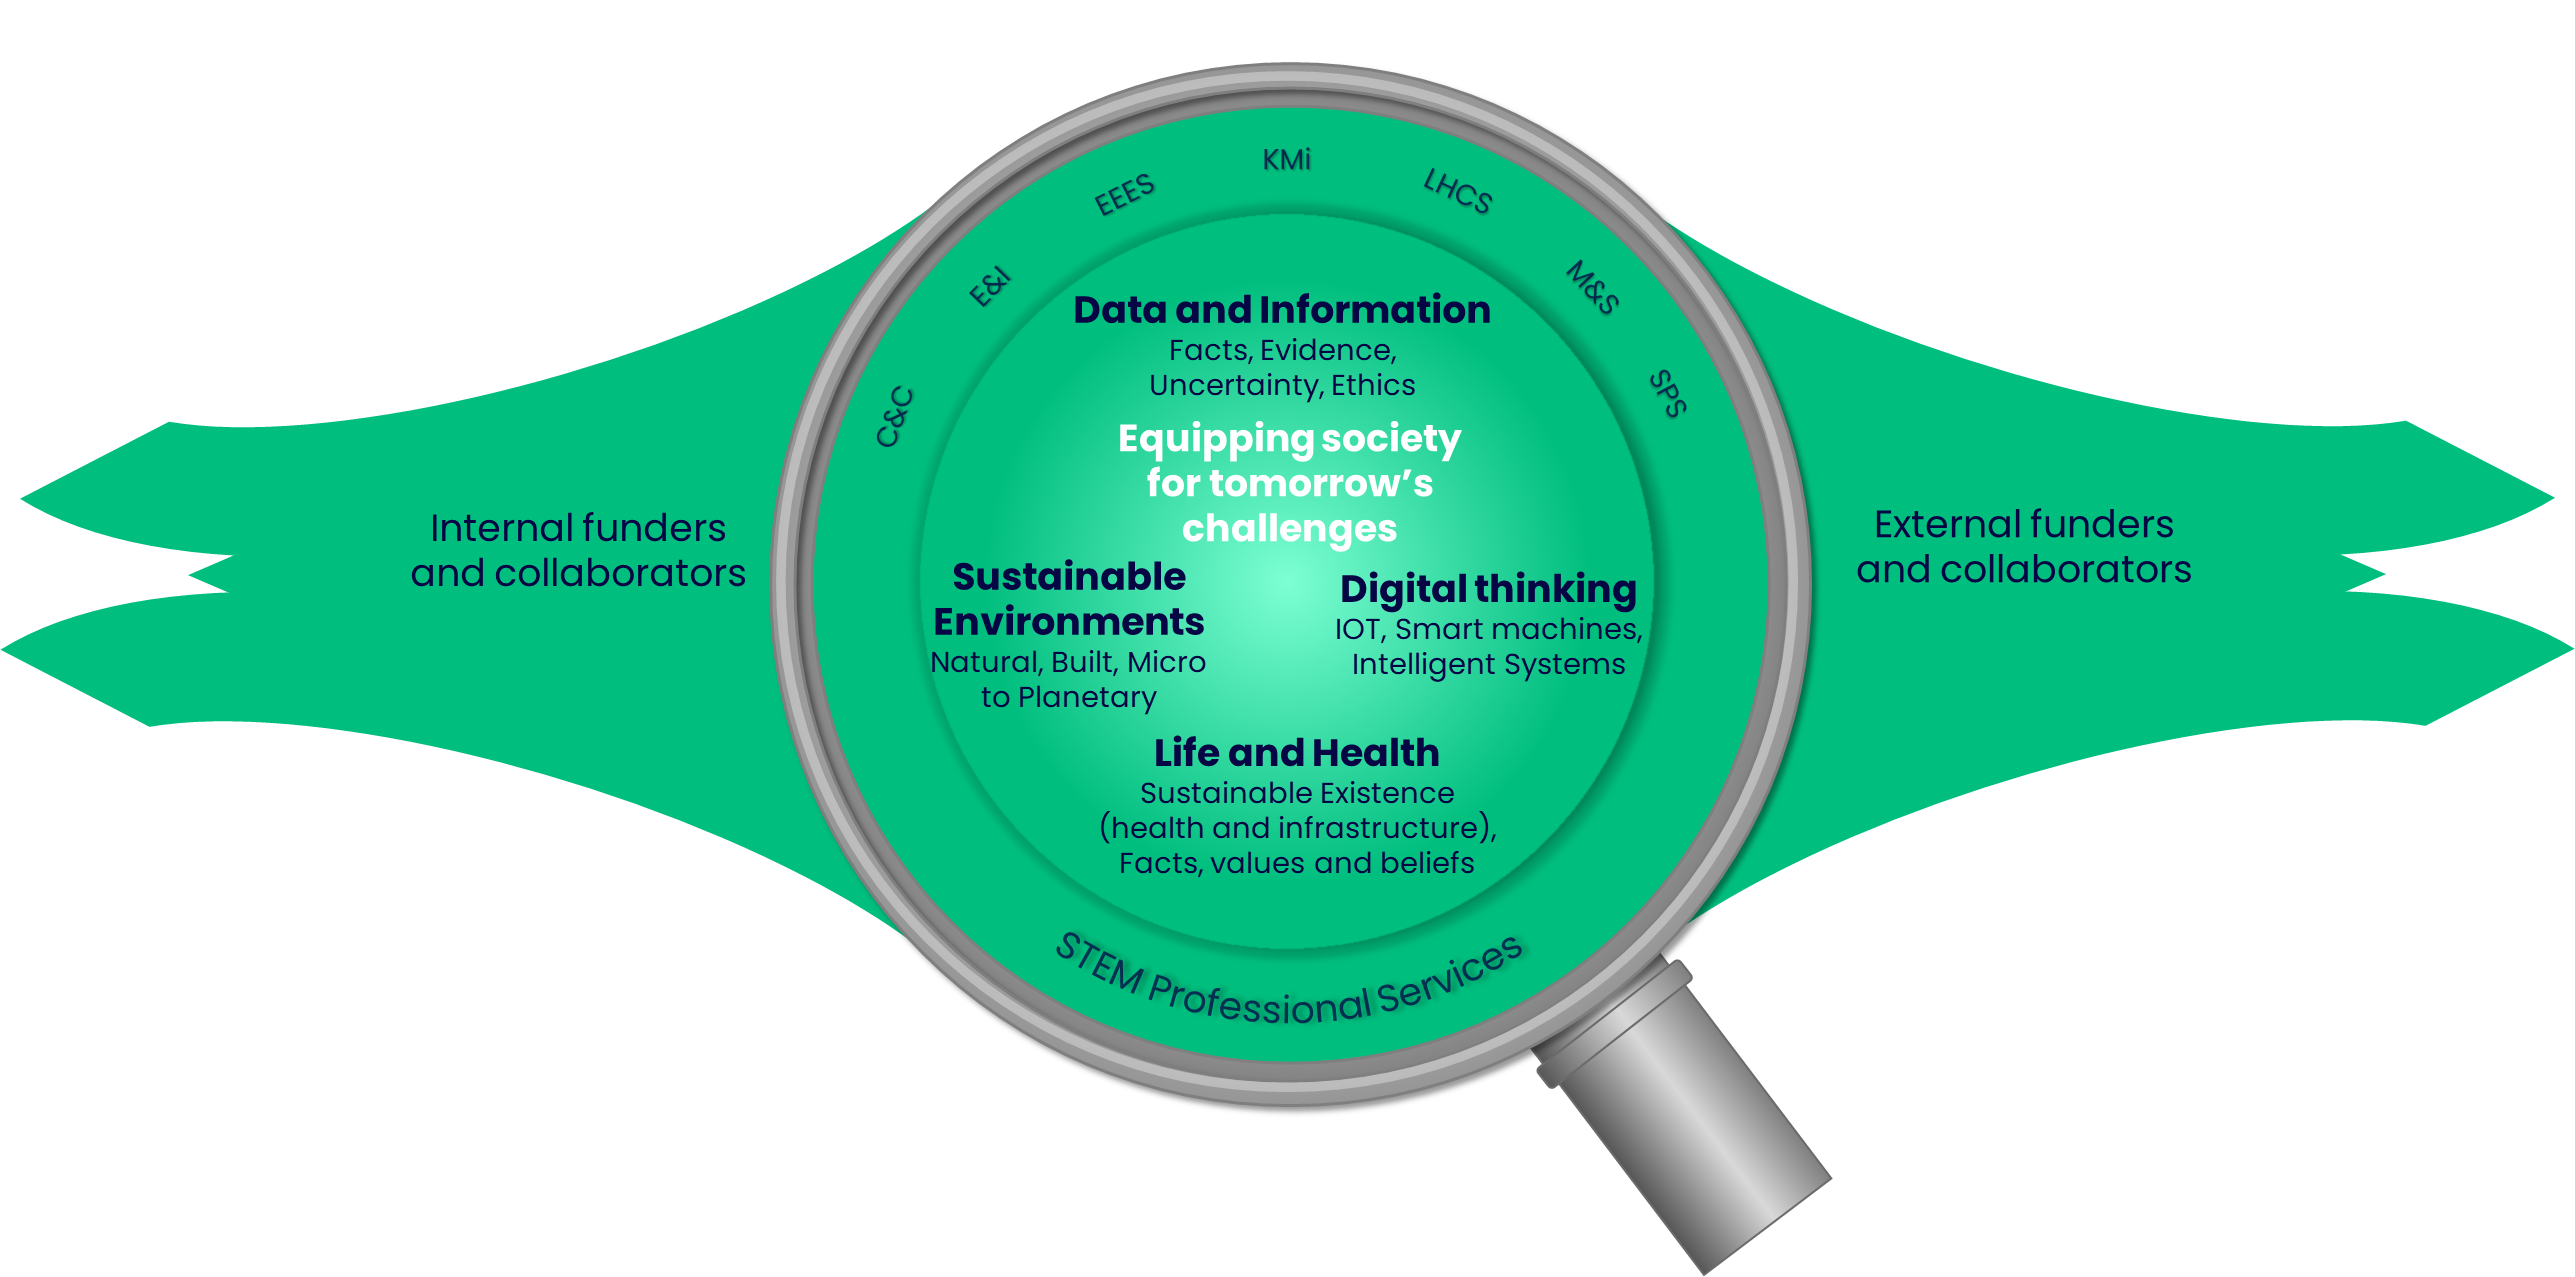 KMi
EEES
LHCS
E&I
M&S
C&C
SPS
Data and Information
Facts, Evidence,
Uncertainty, Ethics
Equipping society
for tomorrow’s
challenges
Internal funders
and collaborators
External funders
and collaborators
Sustainable
Environments
Natural, Built, Micro
to Planetary
Digital thinking
IOT, Smart machines,
Intelligent Systems
Life and Health
Sustainable Existence
(health and infrastructure),
Facts, values and beliefs
STEM Professional Services